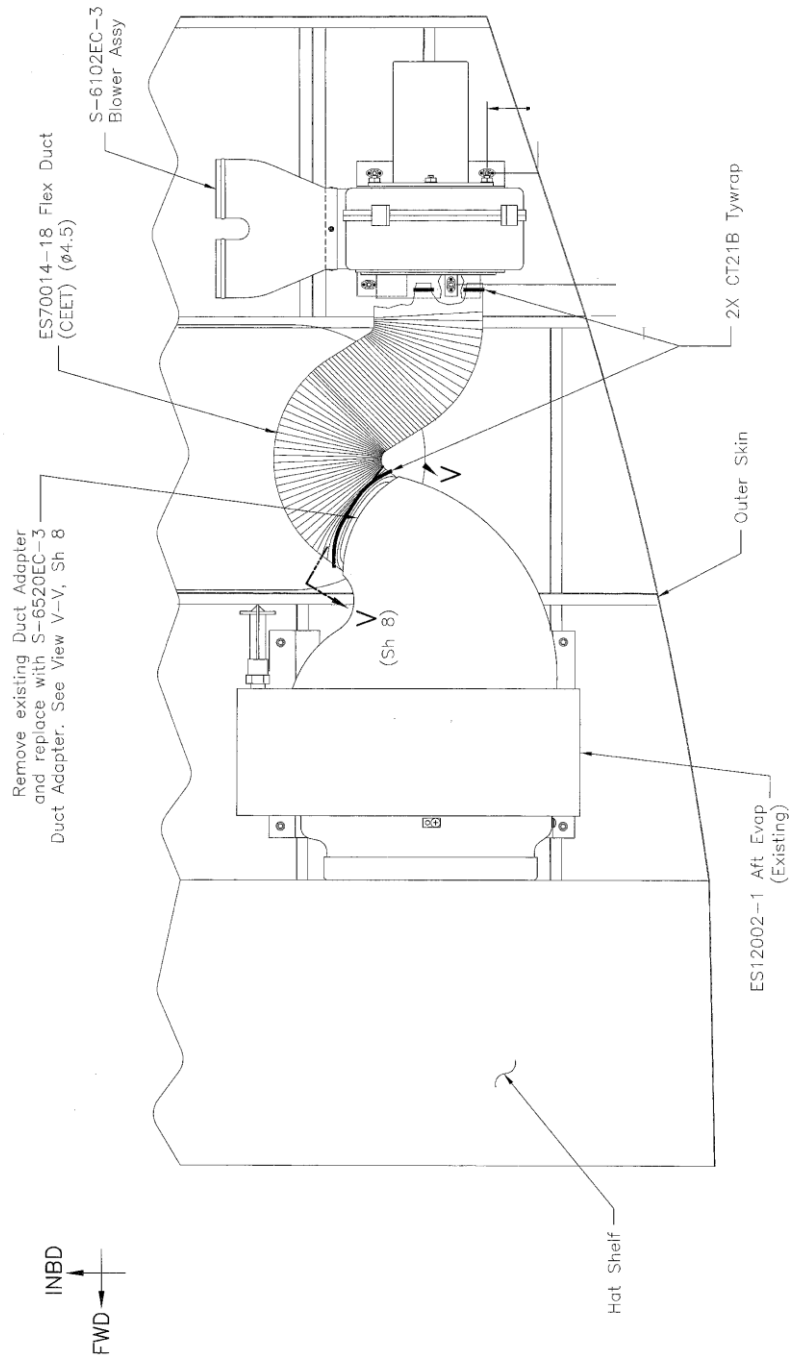 Remove existing Duct Adapter
and replace with S-6520EC-3
Duct Adapter. See View V-V, Sh 8
ES70014-18 Flex Duct
(CEET) (ø4.5)
S-6102EC-3
Blower Assy
V
(Sh 8)
V
2X CT21B Tywrap
Outer Skin
ES12002-1 Aft Evap
(Existing)
Hat Shelf
INBD
FWD